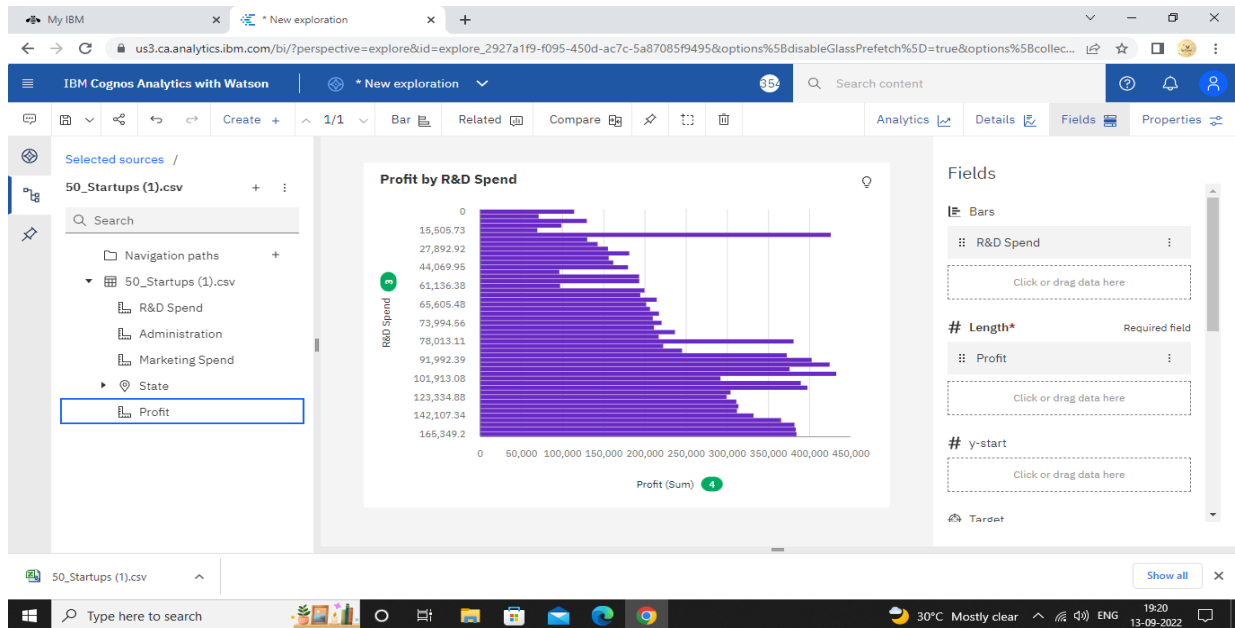 My IBM
* New exploration
us3.ca.analytics.ibm.com/bi/?perspective=explore&id=explore_2927a1f9-f095-450d-ac7c-5a87085f9495&options%5BdisableGlassPrefetch%5D=true&options%5Bcollec...
IBM Cognos Analytics with Watson
* New exploration
354
Search content
Create +
1/1
Bar
Related
Compare
Analytics
Details
Fields
Properties
Selected sources /
50_Startups (1).csv
Search
Navigation paths
50_Startups (1).csv
R&D Spend
Administration
Marketing Spend
State
Profit
Profit by R&D Spend
R&D Spend
3
0
15,505.73
27,892.92
44,069.95
61,136.38
65,605.48
73,994.56
78,013.11
91,992.39
101,913.08
123,334.88
142,107.34
165,349.2
0 50,000 100,000 150,000 200,000 250,000 300,000 350,000 400,000 450,000
Profit (Sum) 4
Fields
Bars
R&D Spend
Click or drag data here
# Length* Required field
Profit
Click or drag data here
# y-start
Click or drag data here
Target
50_Startups (1).csv
Show all
Type here to search
30°C Mostly clear
ENG
19:20
13-09-2022